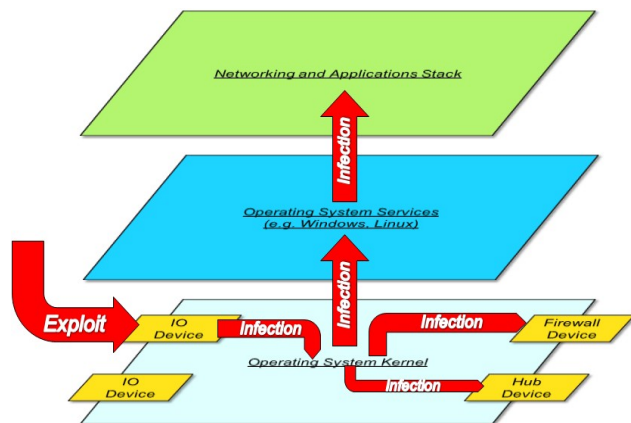 Networking and Applications Stack
Infection
Operating System Services
(e.g. Windows, Linux)
Infection
Exploit
IO
Device
Infection
Infection
Firewall
Device
Operating System Kernel
IO
Device
Infection
Hub
Device